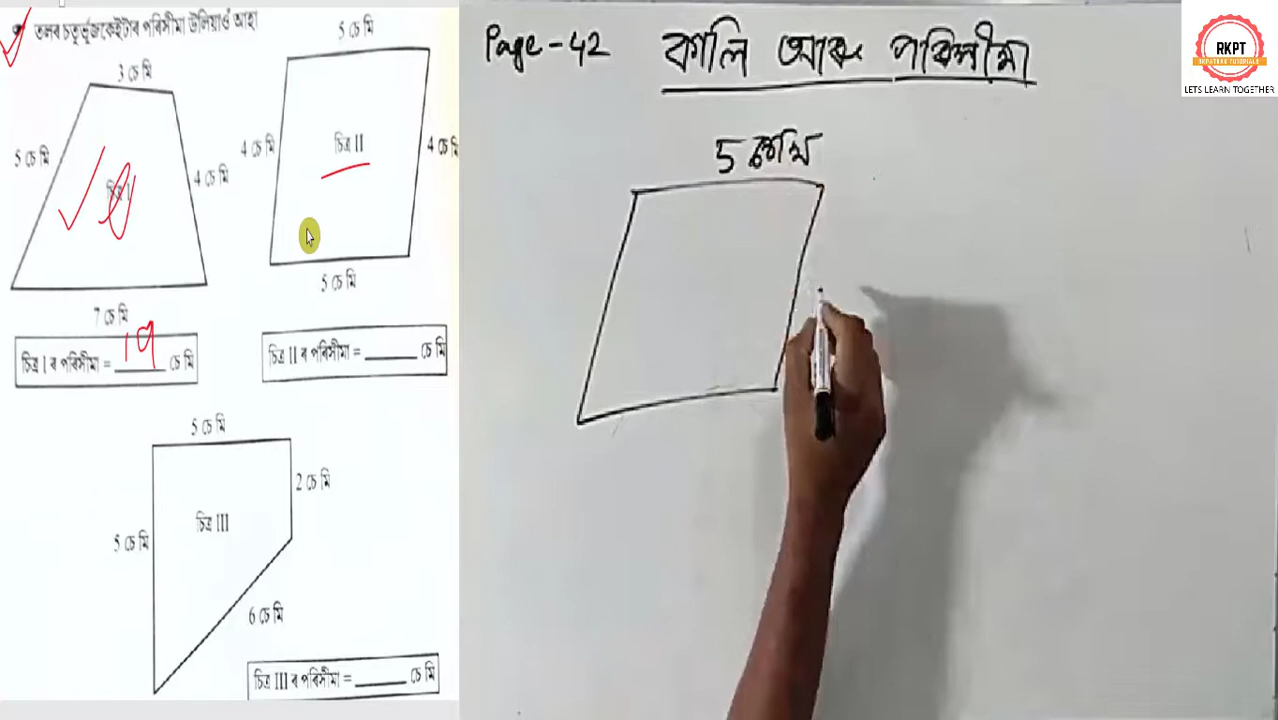 তলৰ চতুৰ্ভুজকেইটাৰ পৰিসীমা উলিয়াওঁ আহা
3 চে মি
5 চে মি
চিত্ৰ I
4 চে মি
7 চে মি
চিত্ৰ I ৰ পৰিসীমা = 19 চে মি
5 চে মি
4 চে মি
চিত্ৰ II
4 চে মি
5 চে মি
চিত্ৰ II ৰ পৰিসীমা = ______ চে মি
5 চে মি
2 চে মি
চিত্ৰ III
5 চে মি
6 চে মি
চিত্ৰ III ৰ পৰিসীমা = ______ চে মি
Page-42 কালি আৰু পৰিসীমা
5 চেমি
RKPT
EKPATHAK TUTORIALS
LETS LEARN TOGETHER